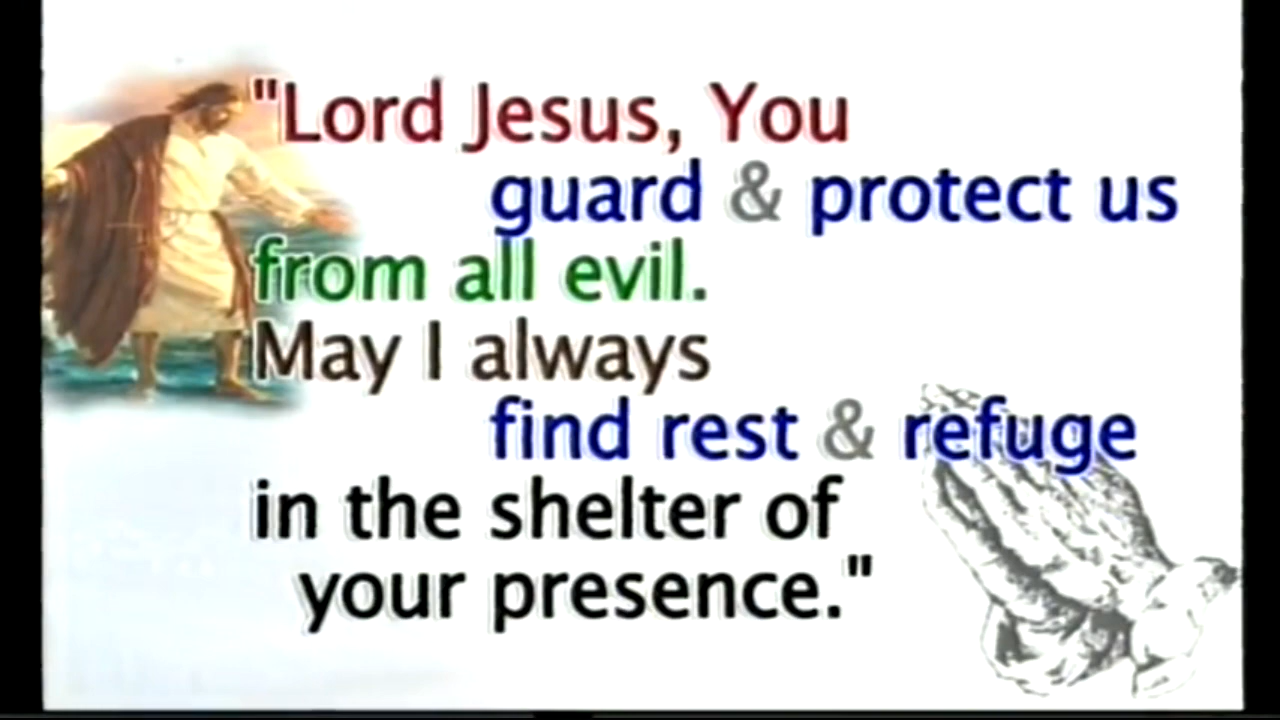 "Lord Jesus, You
guard & protect us
from all evil.
May I always
find rest & refuge
in the shelter of
your presence."